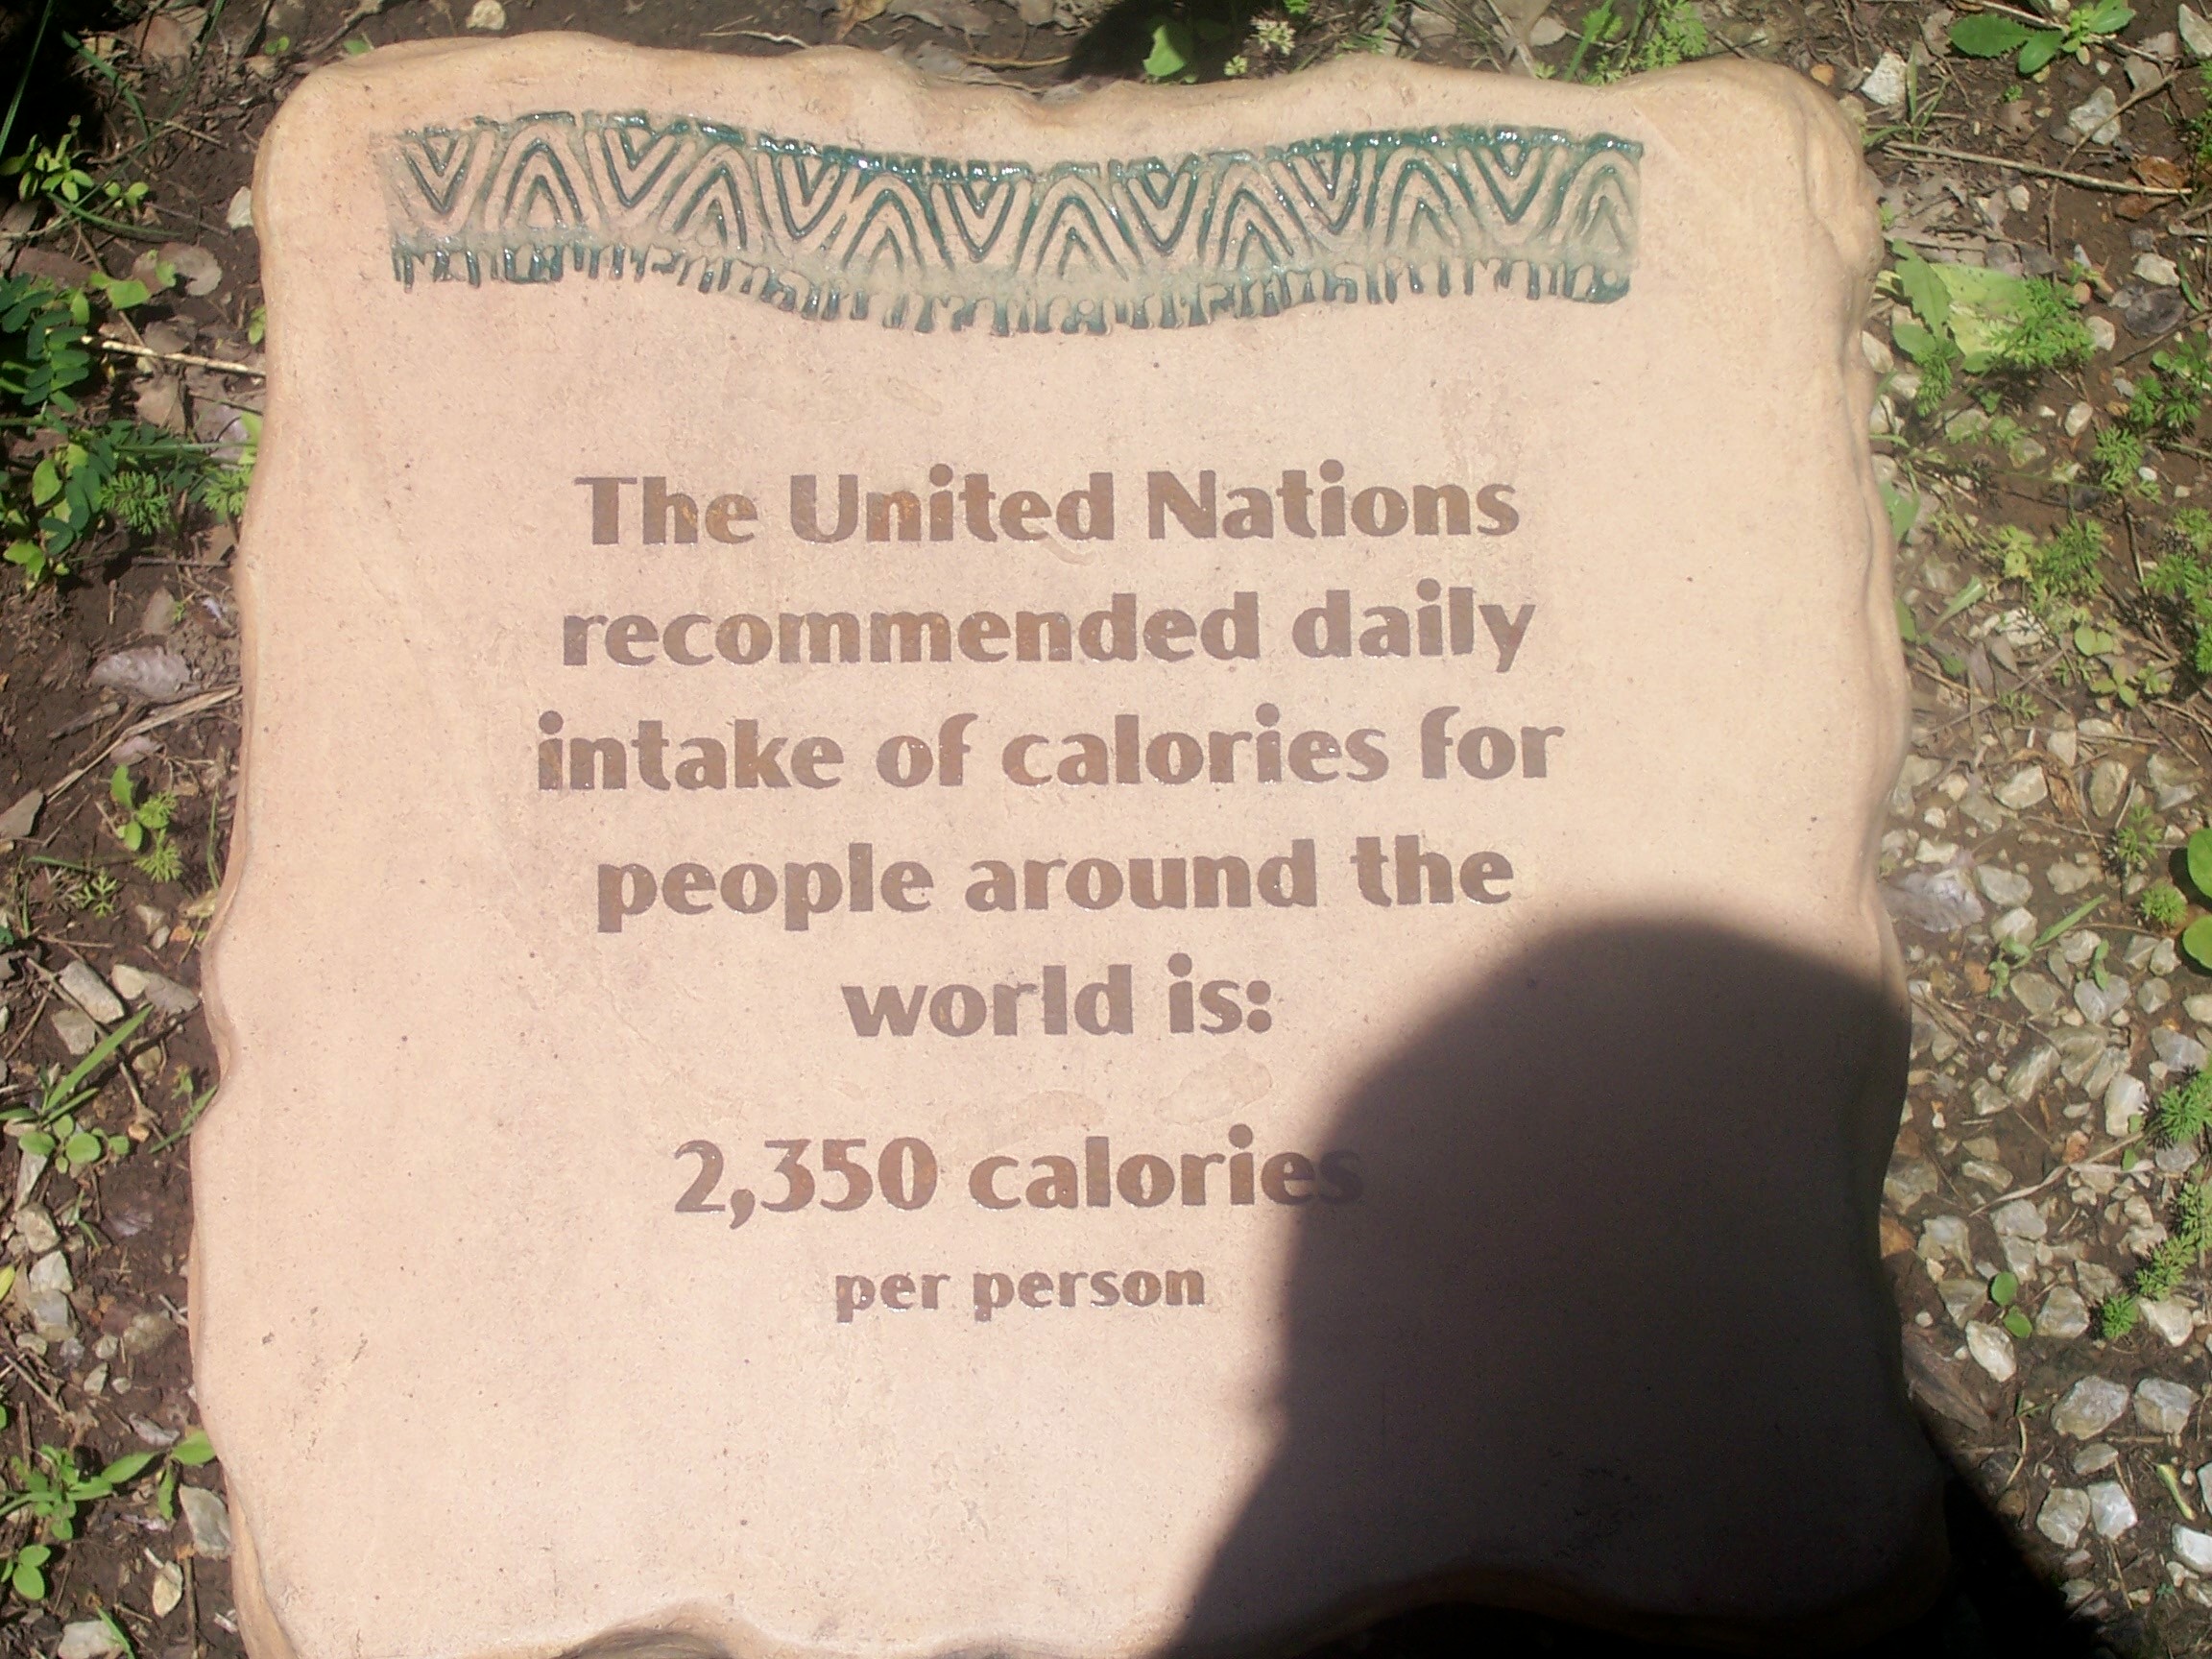 The United Nations
recommended daily
intake of calories for
people around the
world is:
2,350 calories
per person